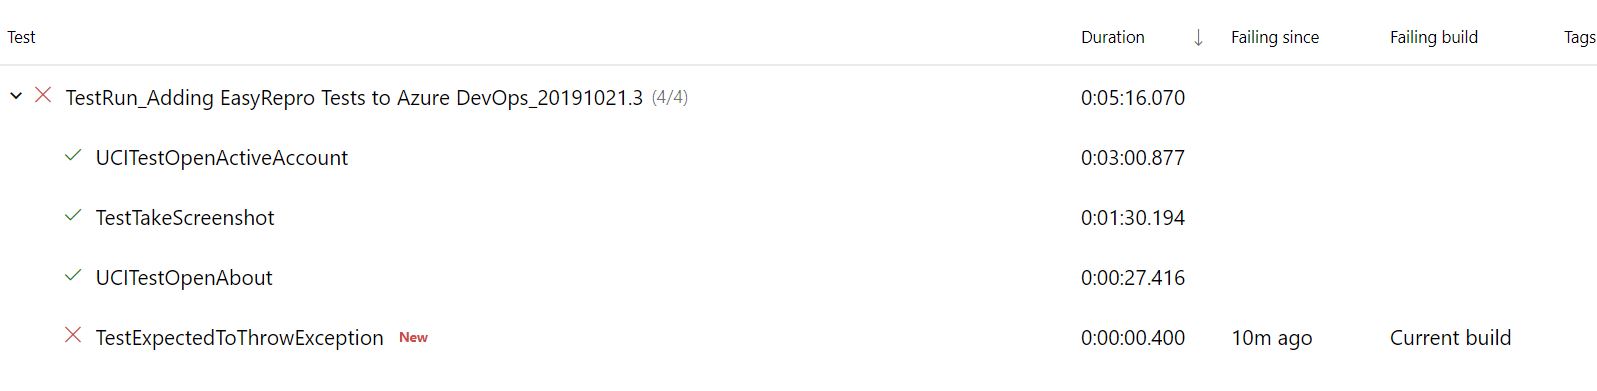 Test Duration ↓ Failing since Failing build Tags
TestRun_Adding EasyRepro Tests to Azure DevOps_20191021.3 (4/4) 0:05:16.070
UCITestOpenActiveAccount 0:03:00.877
TestTakeScreenshot 0:01:30.194
UCITestOpenAbout 0:00:27.416
TestExpectedToThrowException New 0:00:00.400 10m ago Current build